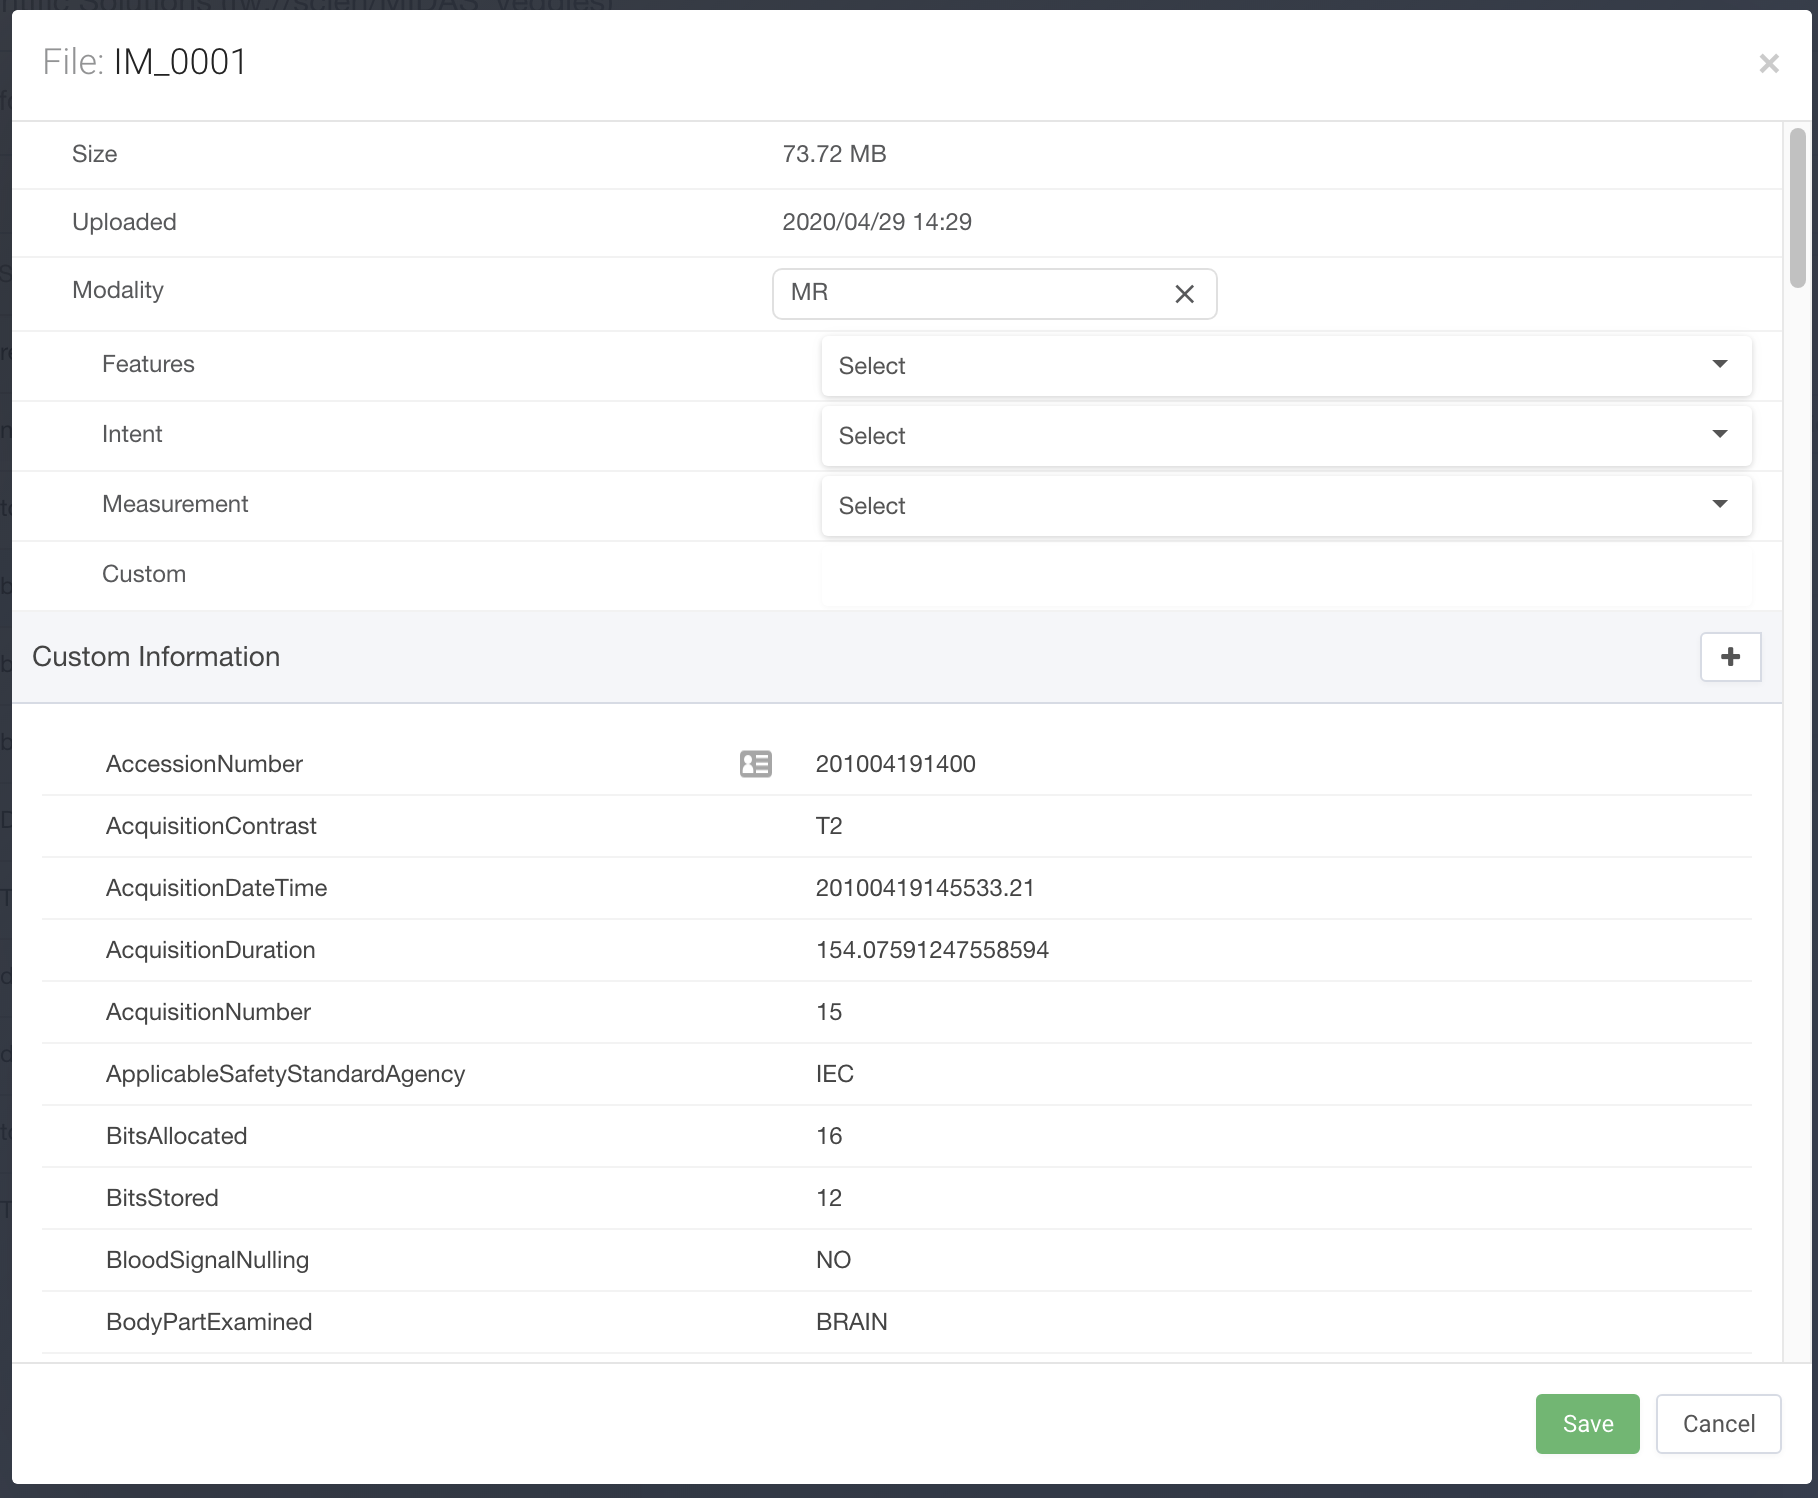 File: IM_0001
Size 73.72 MB
Uploaded 2020/04/29 14:29
Modality MR
Features Select
Intent Select
Measurement Select
Custom
Custom Information
AccessionNumber 201004191400
AcquisitionContrast T2
AcquisitionDateTime 20100419145533.21
AcquisitionDuration 154.07591247558594
AcquisitionNumber 15
ApplicableSafetyStandardAgency IEC
BitsAllocated 16
BitsStored 12
BloodSignalNulling NO
BodyPartExamined BRAIN
Save Cancel